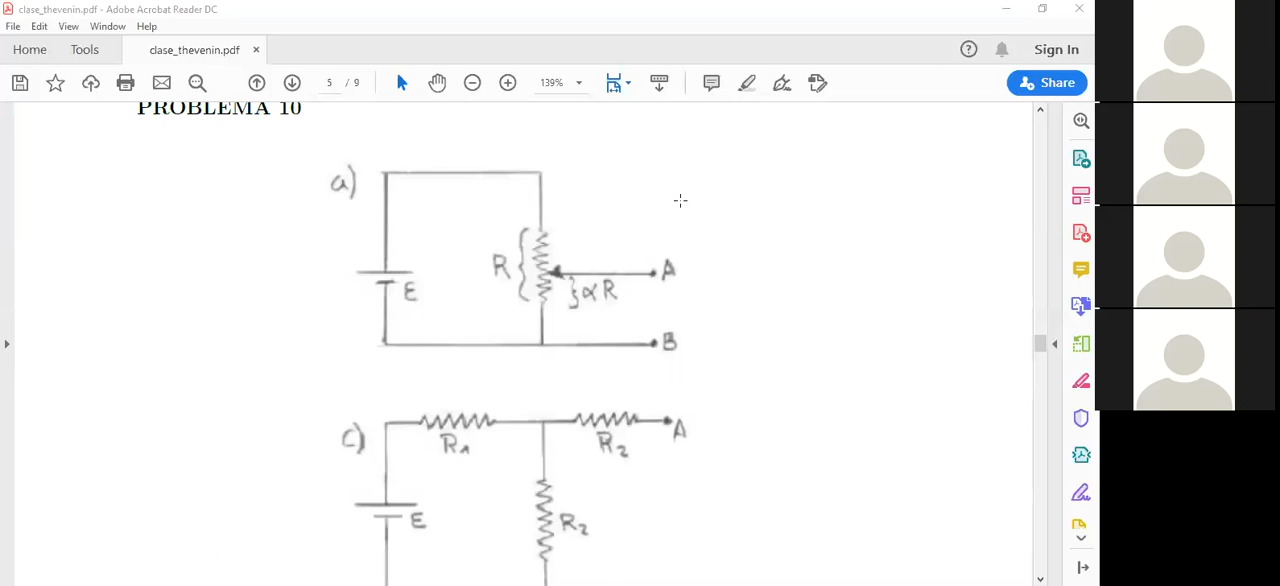 clase_thevenin.pdf - Adobe Acrobat Reader DC
File Edit View Window Help
Home Tools clase_thevenin.pdf × Sign In
5 / 9 139% Share
PROBLEMA 10
a)
R { } αR A
E
B
c)
R1 R2 A
E R2